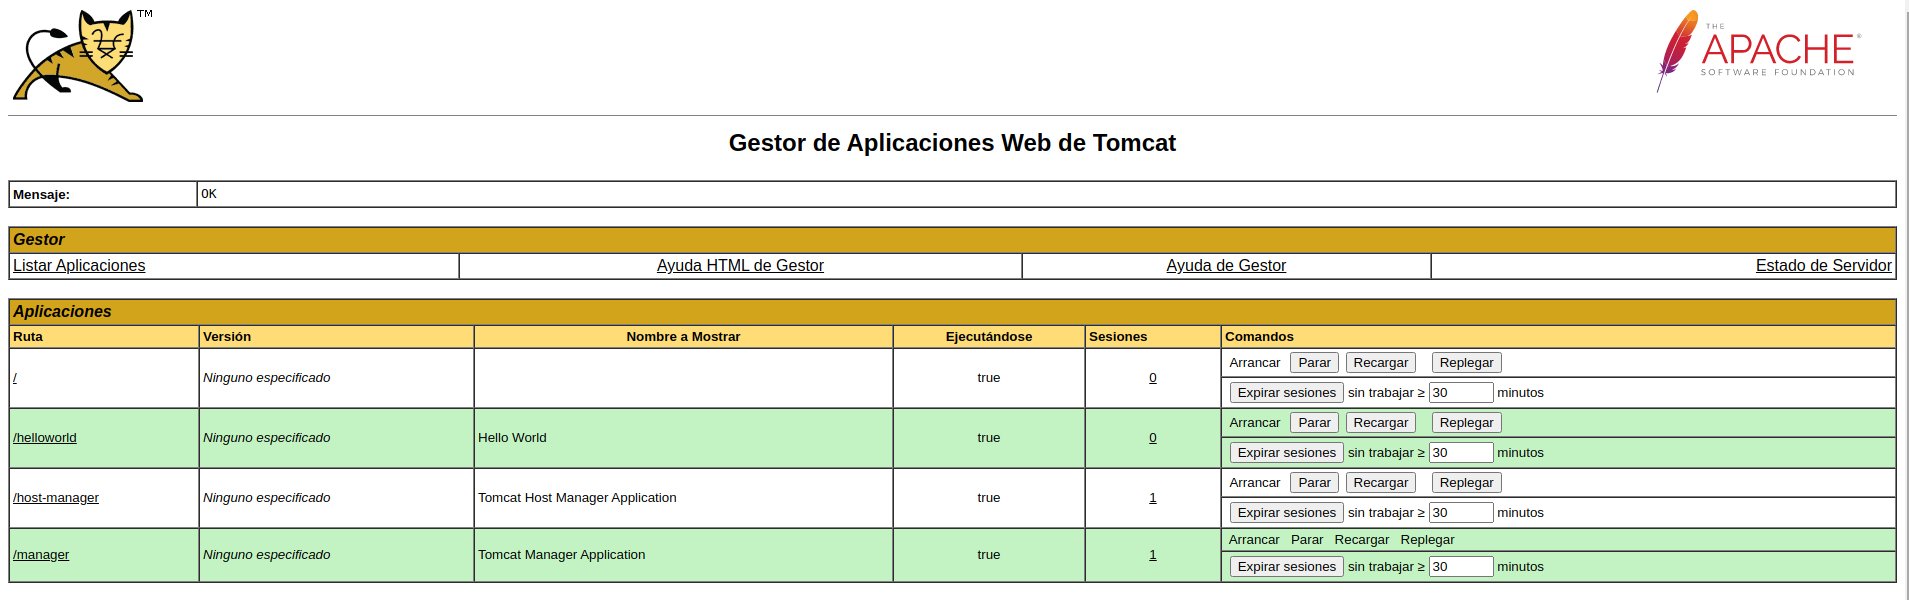 TM
THE
APACHE®
SOFTWARE FOUNDATION
Gestor de Aplicaciones Web de Tomcat
Mensaje: OK
Gestor
Listar Aplicaciones Ayuda HTML de Gestor Ayuda de Gestor Estado de Servidor
Aplicaciones
Ruta Versión Nombre a Mostrar Ejecutándose Sesiones Comandos
/ Ninguno especificado true 0 Arrancar Parar Recargar Replegar
Expirar sesiones sin trabajar ≥ 30 minutos
/helloworld Ninguno especificado Hello World true 0 Arrancar Parar Recargar Replegar
Expirar sesiones sin trabajar ≥ 30 minutos
/host-manager Ninguno especificado Tomcat Host Manager Application true 1 Arrancar Parar Recargar Replegar
Expirar sesiones sin trabajar ≥ 30 minutos
/manager Ninguno especificado Tomcat Manager Application true 1 Arrancar Parar Recargar Replegar
Expirar sesiones sin trabajar ≥ 30 minutos